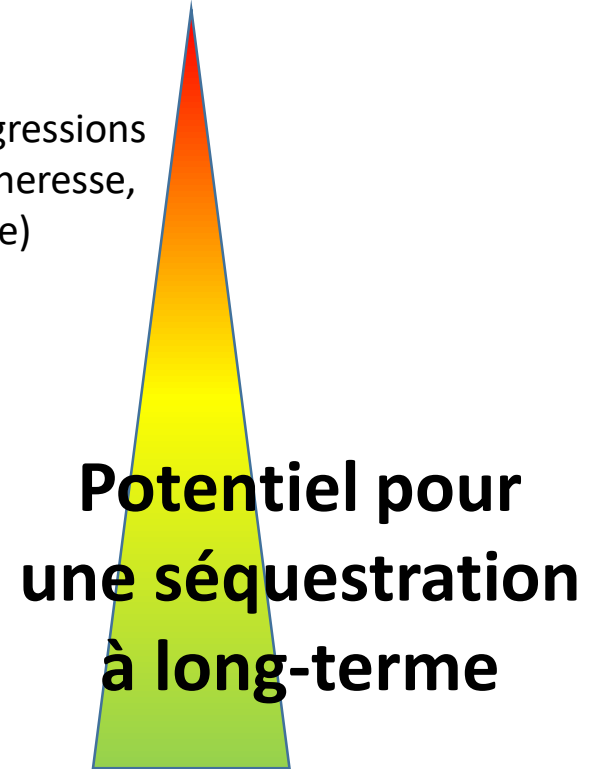 gressions
heresse,
e)
Potentiel pour
une séquestration
à long-terme